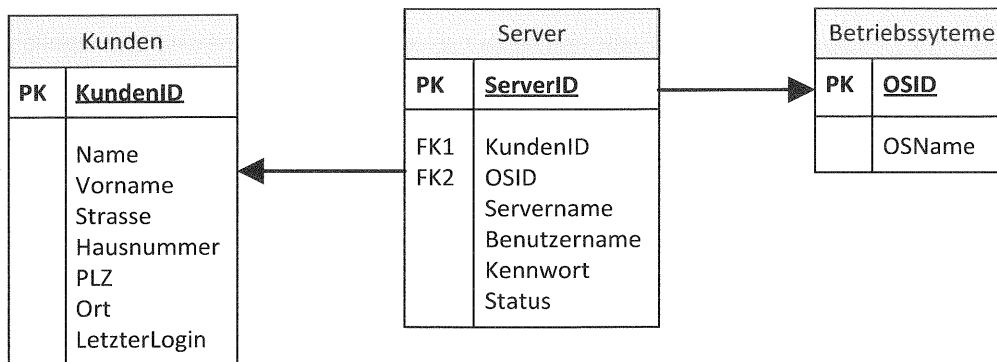 Kunden
PK KundenID
Name
Vorname
Strasse
Hausnummer
PLZ
Ort
LetzterLogin
Server
PK ServerID
FK1 KundenID
FK2 OSID
Servername
Benutzername
Kennwort
Status
Betriebssyteme
PK OSID
OSName